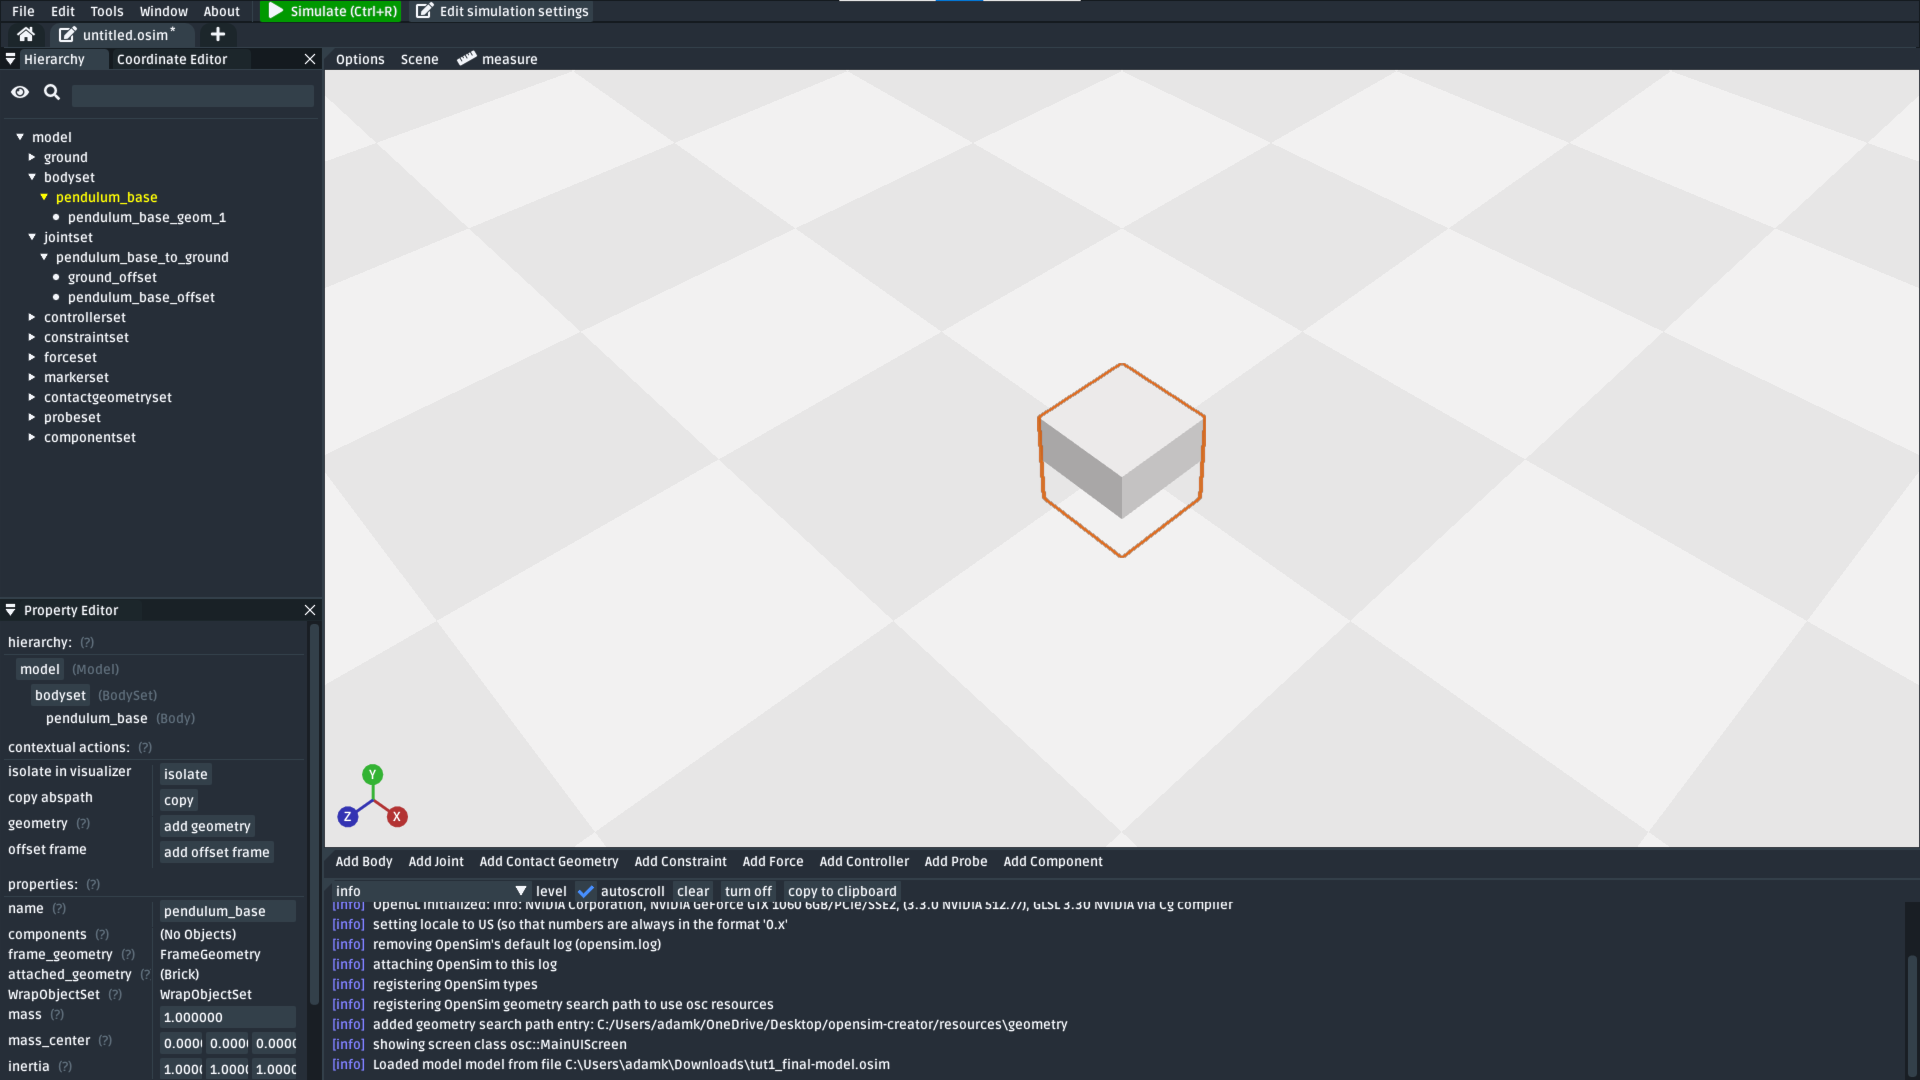 File Edit Tools Window About Simulate (Ctrl+R) Edit simulation settings
untitled.osim*
Hierarchy Coordinate Editor
Options Scene measure
model
ground
bodyset
pendulum_base
pendulum_base_geom_1
jointset
pendulum_base_to_ground
ground_offset
pendulum_base_offset
controllerset
constraintset
forceset
markerset
contactgeometryset
probeset
componentset
Property Editor
hierarchy: (?)
model (Model)
bodyset (BodySet)
pendulum_base (Body)
contextual actions: (?)
isolate in visualizer isolate
copy abspath copy
geometry (?) add geometry
offset frame add offset frame
properties: (?)
name (?) pendulum_base
components (?) (No Objects)
frame_geometry (?) FrameGeometry
attached_geometry (? (Brick)
WrapObjectSet (?) WrapObjectSet
mass (?) 1.000000
mass_center (?) 0.000 0.000 0.000
inertia (?) 1.000 1.000 1.000
Y
Z X
Add Body Add Joint Add Contact Geometry Add Constraint Add Force Add Controller Add Probe Add Component
info level autoscroll clear turn off copy to clipboard
[info] OpenGL initialized: info: NVIDIA Corporation, NVIDIA GeForce GTX 1060 6GB/PCIe/SSE2, (3.3.0 NVIDIA 512.77), GLSL 3.30 NVIDIA via Cg compiler
[info] setting locale to US (so that numbers are always in the format '0.x'
[info] removing OpenSim's default log (opensim.log)
[info] attaching OpenSim to this log
[info] registering OpenSim types
[info] registering OpenSim geometry search path to use osc resources
[info] added geometry search path entry: C:/Users/adamk/OneDrive/Desktop/opensim-creator/resources\geometry
[info] showing screen class osc::MainUIScreen
[info] Loaded model model from file C:\Users\adamk\Downloads\tut1_final-model.osim